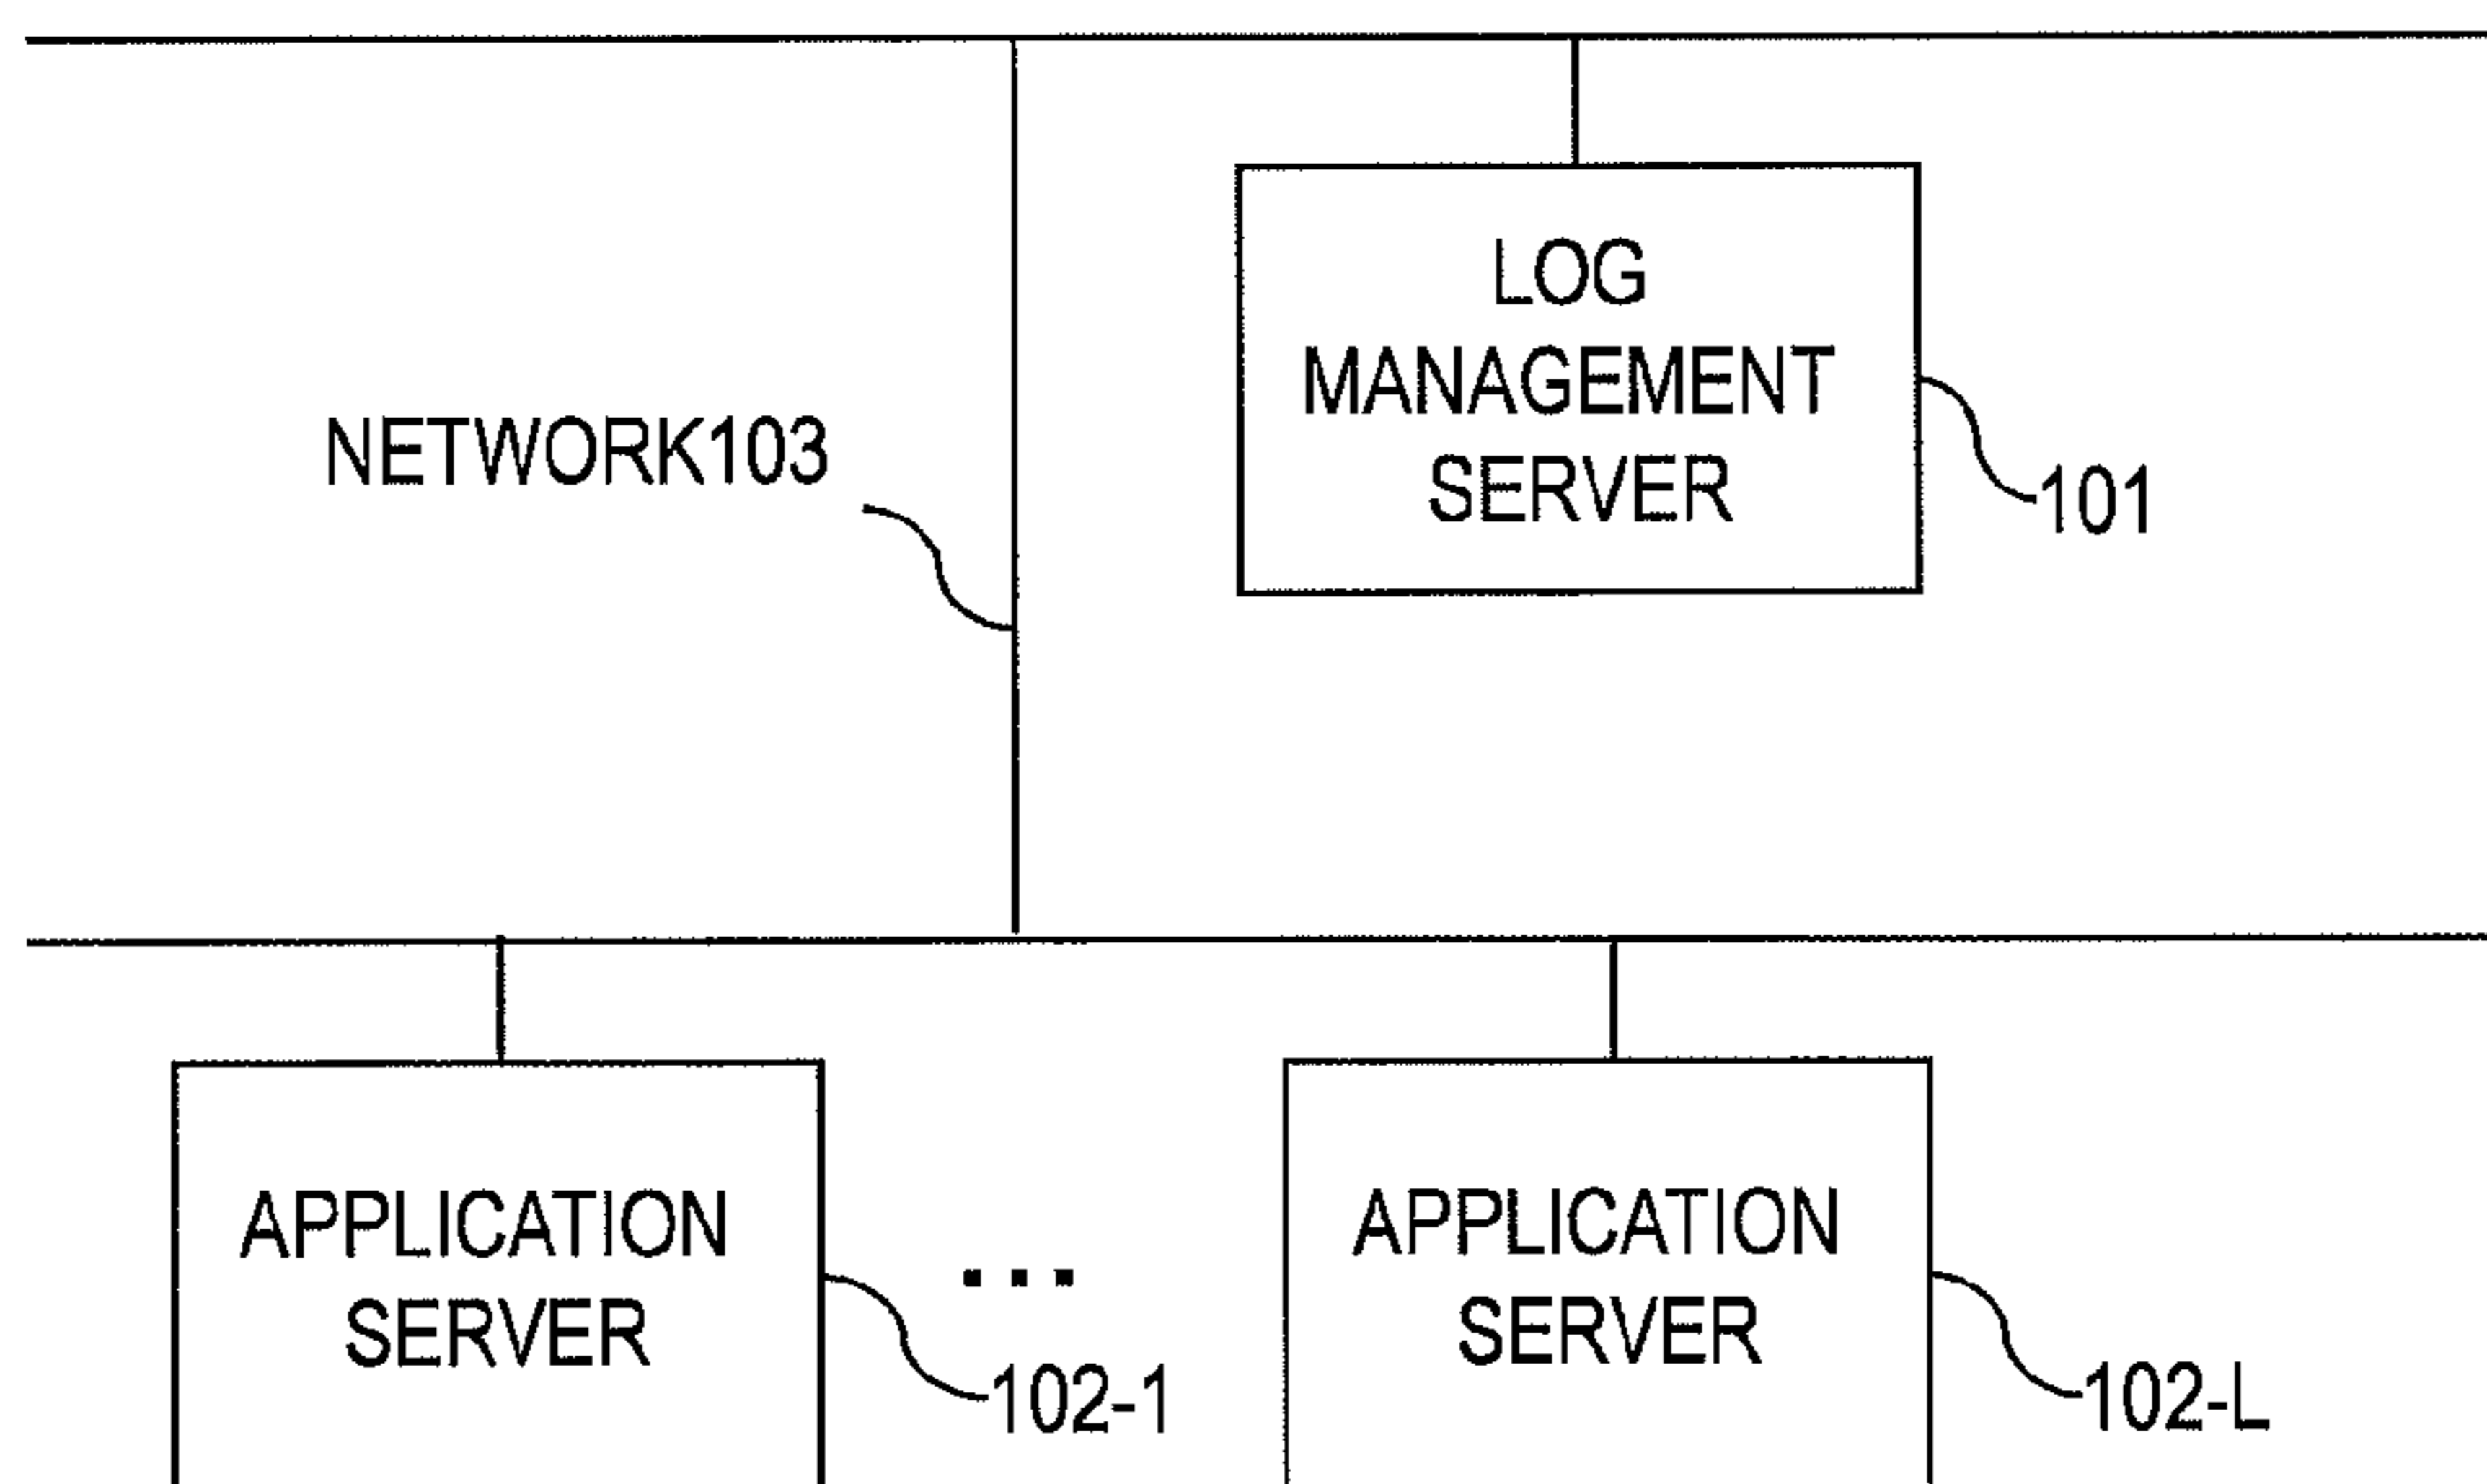 LOG
MANAGEMENT
SERVER
NETWORK103
101
APPLICATION
SERVER
...
APPLICATION
SERVER
102-1
102-L